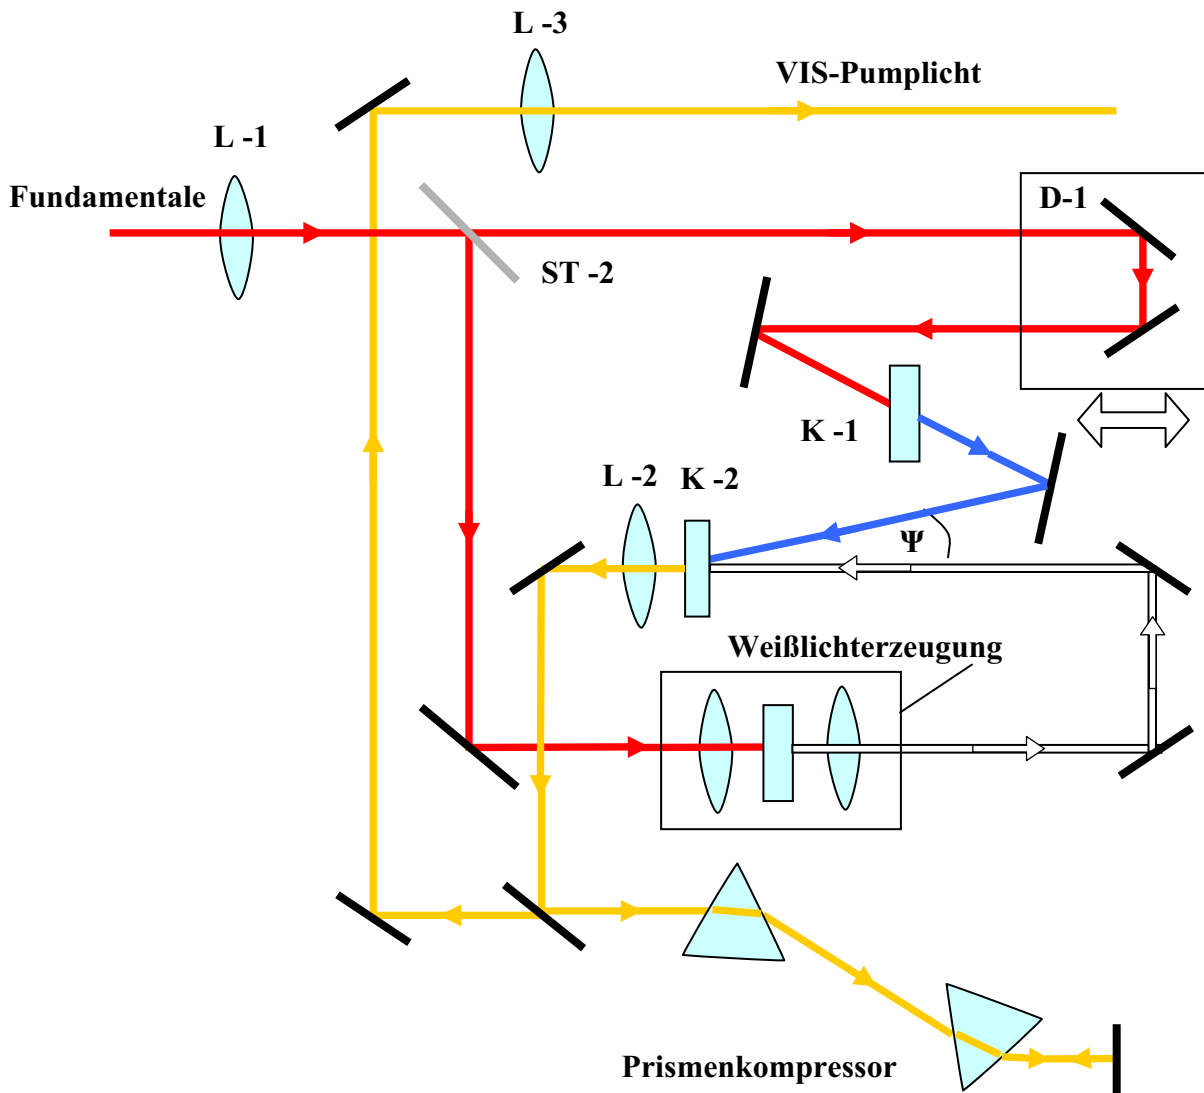 L -3
VIS-Pumplicht
L -1
Fundamentale
D-1
ST -2
K -1
L -2
K -2
Ψ
Weißlichterzeugung
Prismenkompressor